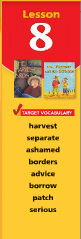 Lesson
8
TARGET VOCABULARY
harvest
separate
ashamed
borders
advice
borrow
patch
serious